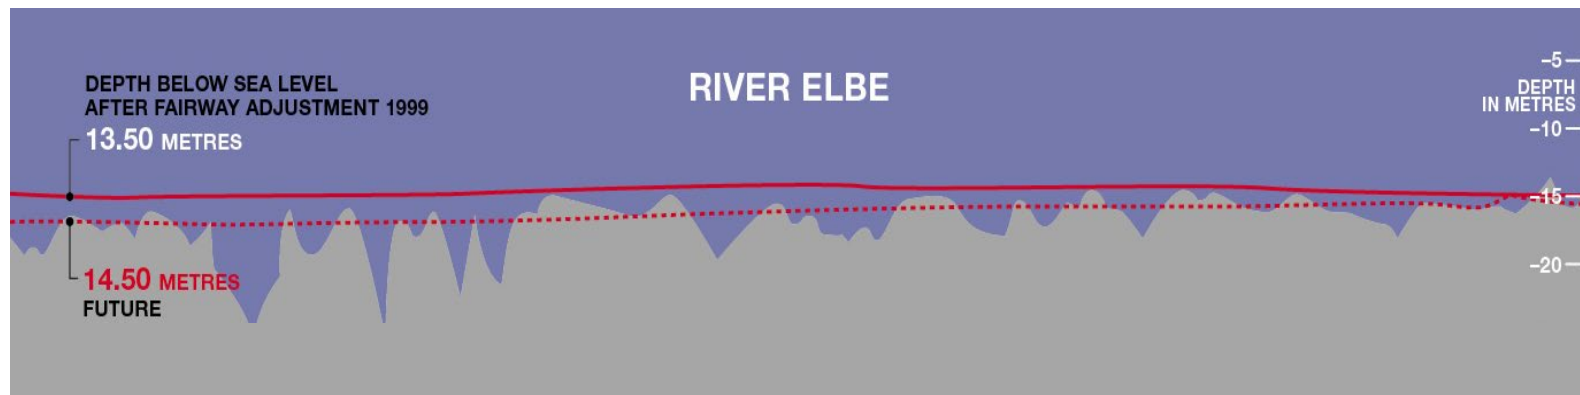 DEPTH BELOW SEA LEVEL
AFTER FAIRWAY ADJUSTMENT 1999
13.50 METRES
RIVER ELBE
–5
DEPTH
IN METRES
–10
–15
–20
14.50 METRES
FUTURE